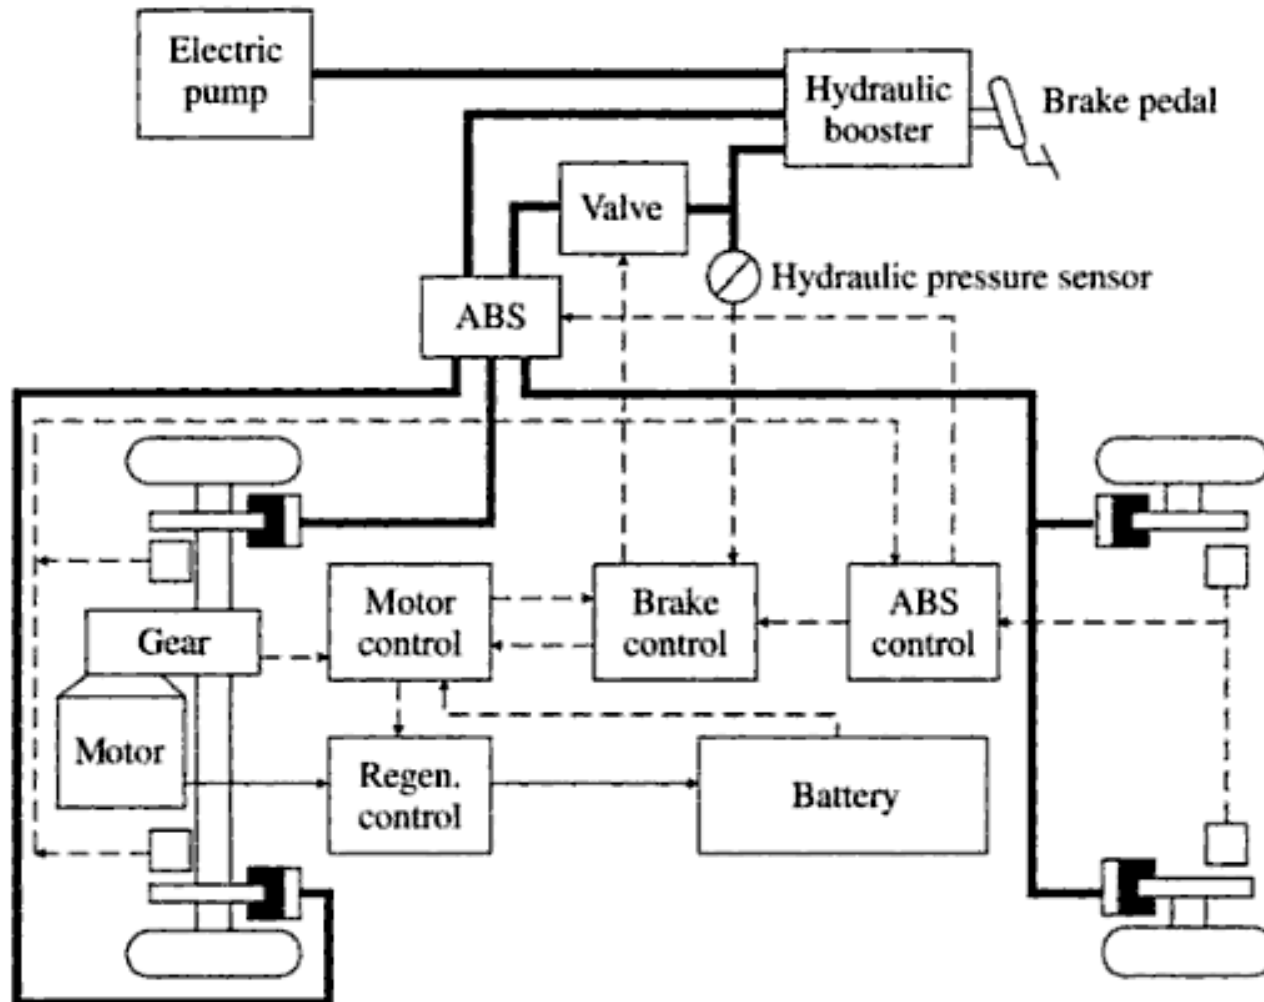 Electric
pump
Hydraulic
booster
Brake pedal
Valve
Hydraulic pressure sensor
ABS
Motor
control
Brake
control
ABS
control
Gear
Motor
Regen.
control
Battery